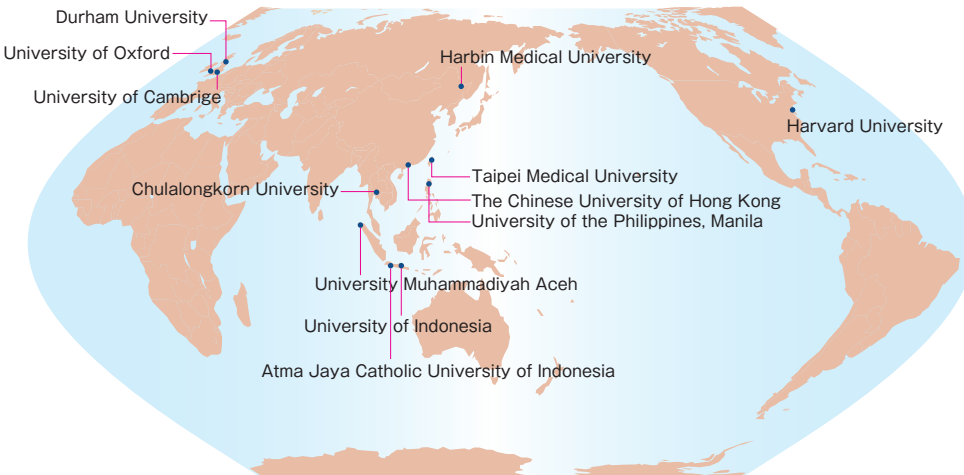 Durham University
University of Oxford
University of Cambrige
Harbin Medical University
Harvard University
Chulalongkorn University
Taipei Medical University
The Chinese University of Hong Kong
University of the Philippines, Manila
University Muhammadiyah Aceh
University of Indonesia
Atma Jaya Catholic University of Indonesia